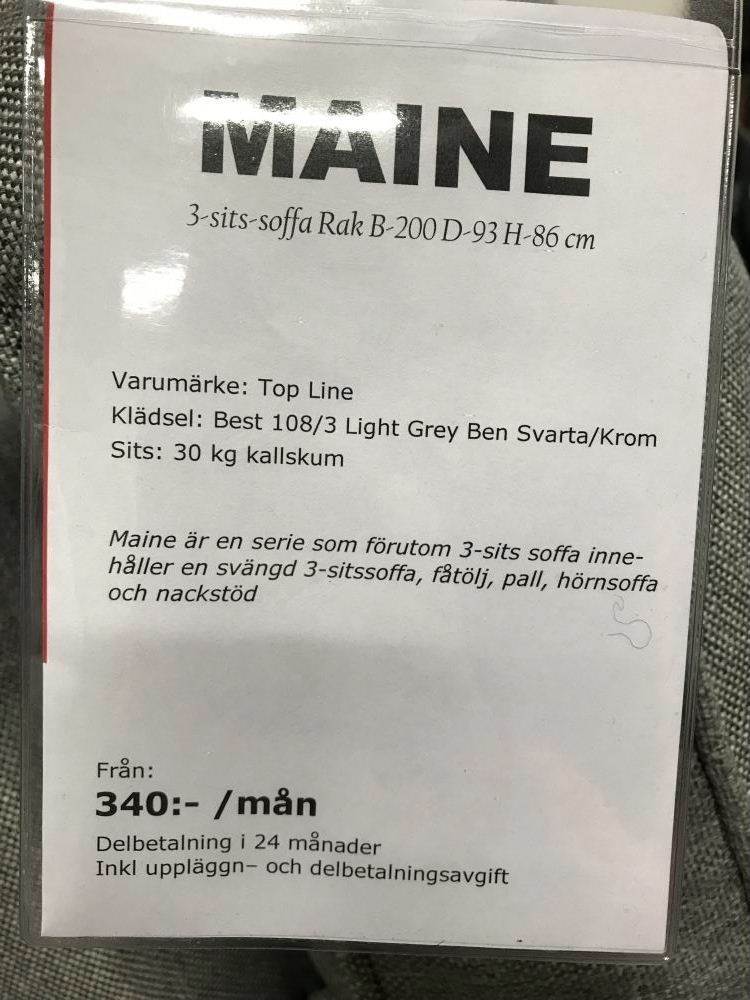 MAINE
3-sits-soffa Rak B-200 D-93 H-86 cm
Varumärke: Top Line
Klädsel: Best 108/3 Light Grey Ben Svarta/Krom
Sits: 30 kg kallskum
Maine är en serie som förutom 3-sits soffa inne-
håller en svängd 3-sitssoffa, fåtölj, pall, hörnsoffa
och nackstöd
Från:
340:- /mån
Delbetalning i 24 månader
Inkl uppläggn– och delbetalningsavgift